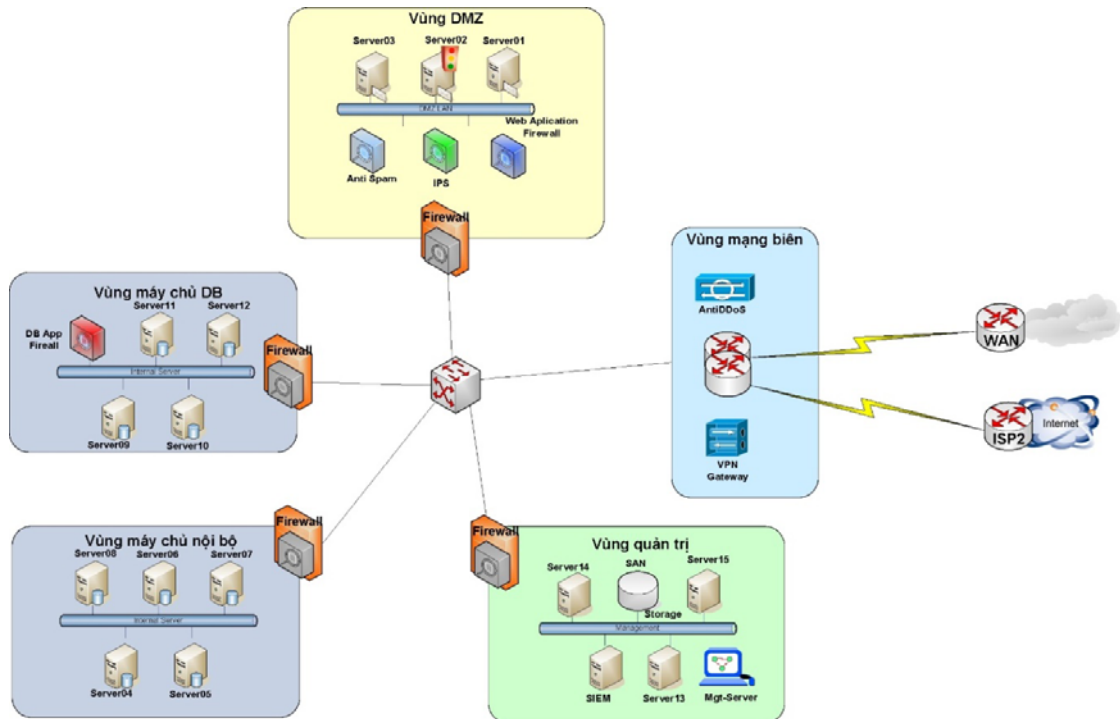 Vùng DMZ
Server03
Server02
Server01
DMZ LAN
Web Aplication
Firewall
Anti Spam
IPS
Firewall
Vùng mạng biên
AntiDDoS
VPN
Gateway
WAN
ISP2
Internet
Vùng máy chủ DB
Server11
Server12
DB App
Fireall
Internal Server
Server09
Server10
Firewall
Vùng máy chủ nội bộ
Server08
Server06
Server07
Internal Server
Server04
Server05
Firewall
Firewall
Vùng quản trị
Server14
SAN
Server15
Storage
Management
SIEM
Server13
Mgt-Server